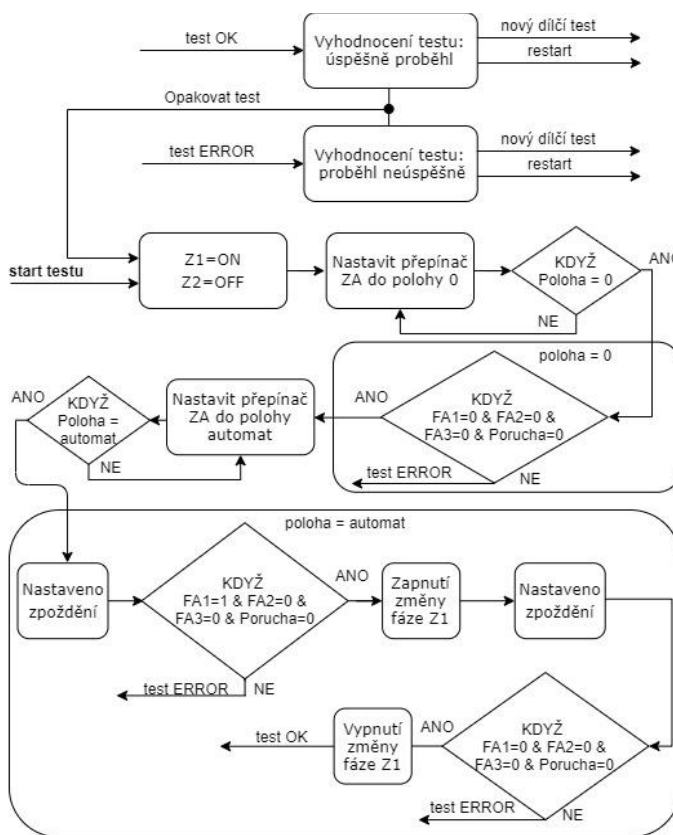 test OK
Vyhodnocení testu:
úspěšně proběhl
nový dílčí test
restart
Opakovat test
test ERROR
Vyhodnocení testu:
proběhl neúspěšně
nový dílčí test
restart
start testu
Z1=ON
Z2=OFF
Nastavit přepínač
ZA do polohy 0
KDYŽ
Poloha = 0
ANO
NE
poloha = 0
KDYŽ
FA1=0 & FA2=0 &
FA3=0 & Porucha=0
ANO
test ERROR
NE
Nastavit přepínač
ZA do polohy
automat
ANO
KDYŽ
Poloha =
automat
NE
poloha = automat
Nastaveno
zpoždění
KDYŽ
FA1=1 & FA2=0 &
FA3=0 & Porucha=0
ANO
test ERROR
NE
Zapnutí
změny
fáze Z1
Nastaveno
zpoždění
KDYŽ
FA1=0 & FA2=0 &
FA3=0 & Porucha=0
ANO
test ERROR
NE
Vypnutí
změny
fáze Z1
test OK